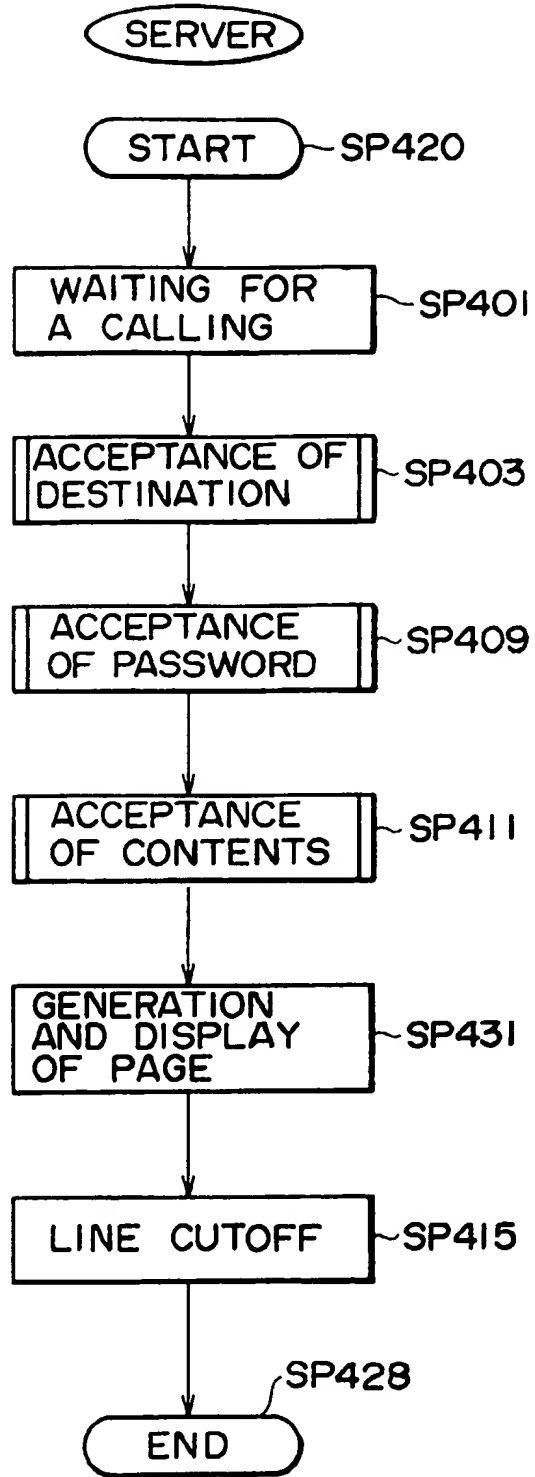 SERVER
START
SP420
WAITING FOR
A CALLING
SP401
ACCEPTANCE OF
DESTINATION
SP403
ACCEPTANCE
OF PASSWORD
SP409
ACCEPTANCE
OF CONTENTS
SP411
GENERATION
AND DISPLAY
OF PAGE
SP431
LINE CUTOFF
SP415
SP428
END